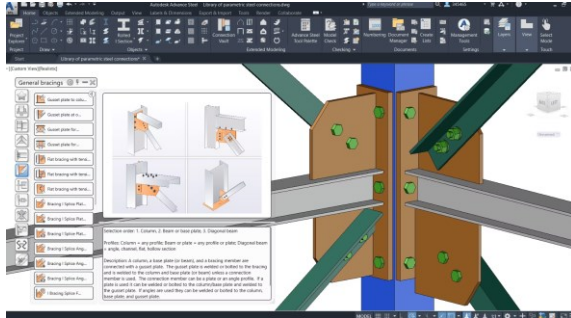 Autodesk Advance Steel Library of parametric steel connections.dwg
Home Objects Extended Modeling Output View Labels & Dimensions Export & Import Tools Render Collaborate
Project Explorer
Rolled I Section
Connection Vault
Advance Steel Tool Palette
Model Check
Numbering
Document Manager
Create Lists
Management Tools
Layers
View
Select Mode
Project Draw Objects Extended Modeling Checking Documents Settings Touch
Start Library of parametric steel connections*
[Custom View][Realistic]
General bracings
Gusset plate to colu...
Gusset plate at o...
Gusset plate for...
Gusset plate for...
Flat bracing with tens...
Flat bracing with tens...
Flat bracing with tens...
Bracing / Splice Plat...
Bracing / Splice Plat...
Bracing / Splice Plat...
Bracing / Splice Ang...
Bracing / Splice Ang...
Bracing / Splice Ang...
I Bracing Splice F...
Selection order: 1. Column, 2. Beam or base plate, 3. Diagonal beam
Profiles: Column = any profile; Beam or plate = any profile or plate; Diagonal beam
= angle, channel, flat, hollow section
Description: A column, a base plate (or beam), and a bracing member are
connected with a gusset plate. The gusset plate is welded or bolted to the bracing
and is welded to the column and base plate (or beam) unless a connection
member is used. The connection member can be a plate or an angle profile. If a
plate is used it can be welded or bolted to the column/base plate and welded to
the gusset plate. If angles are used they can be welded or bolted to the column,
base plate, and gusset plate.
MODEL